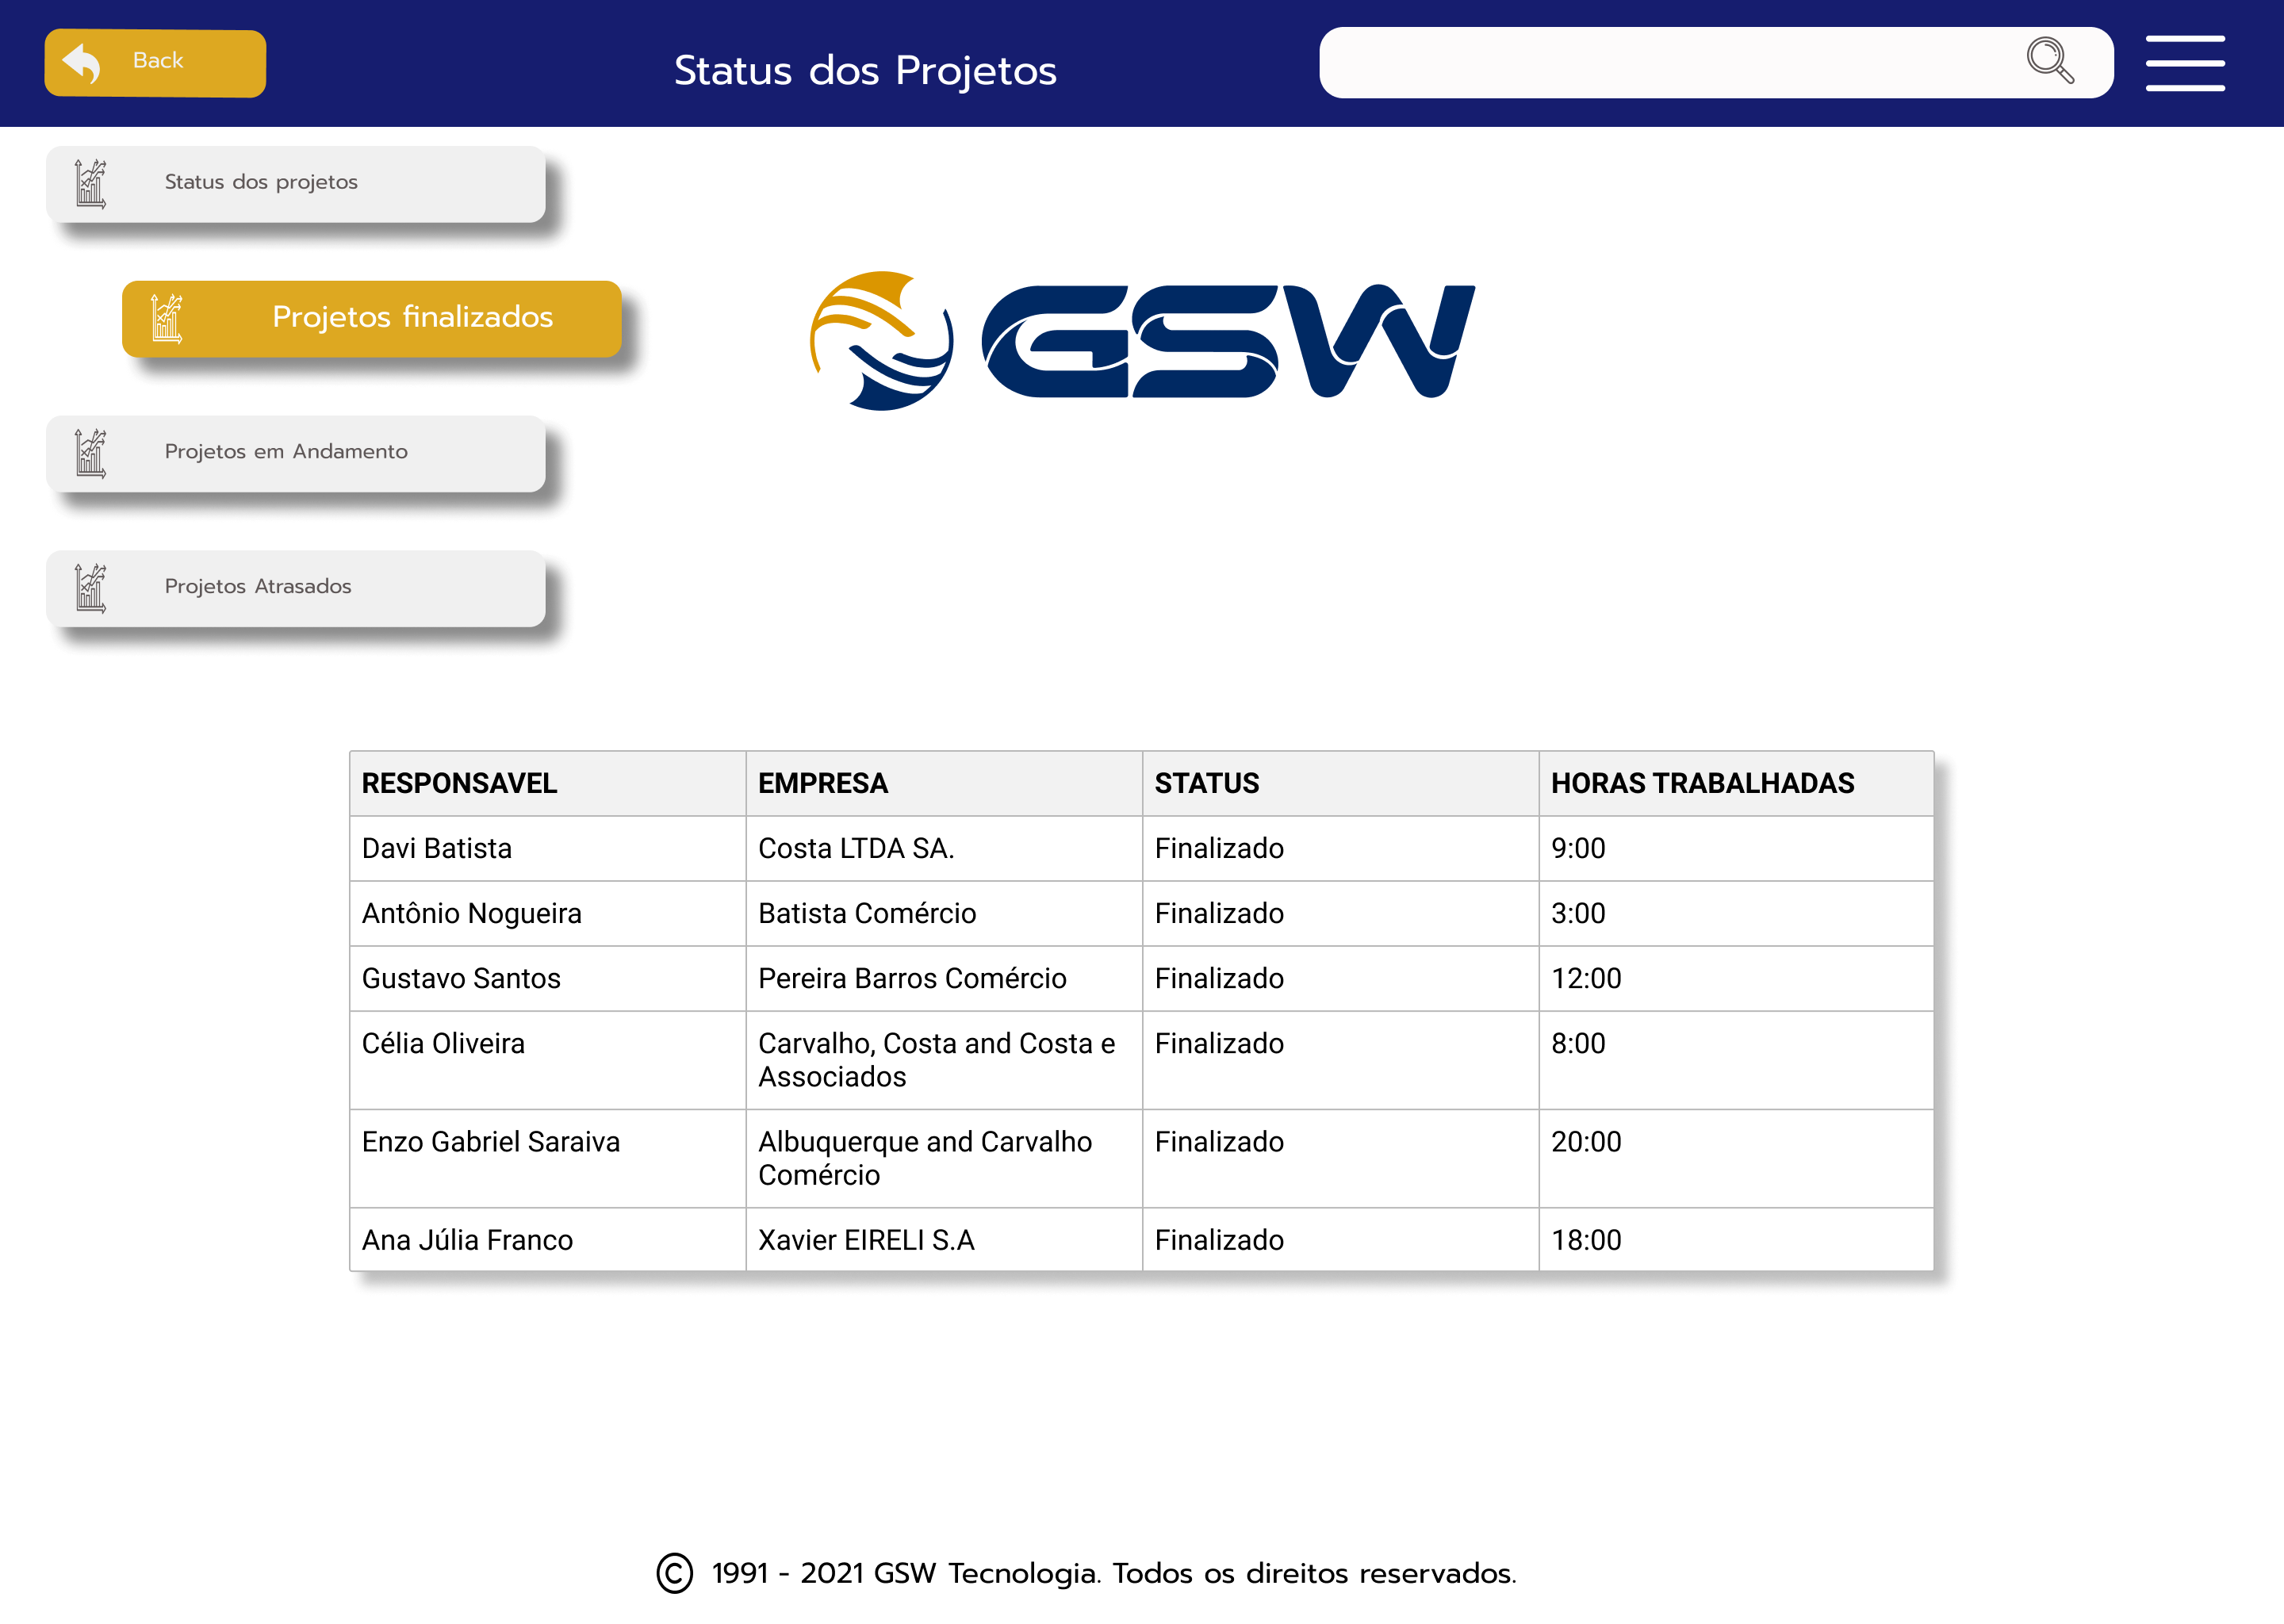 Back
Status dos Projetos
Status dos projetos
Projetos finalizados
GSW
Projetos em Andamento
Projetos Atrasados
RESPONSAVEL EMPRESA STATUS HORAS TRABALHADAS
Davi Batista Costa LTDA SA. Finalizado 9:00
Antônio Nogueira Batista Comércio Finalizado 3:00
Gustavo Santos Pereira Barros Comércio Finalizado 12:00
Célia Oliveira Carvalho, Costa and Costa e Finalizado 8:00
Associados
Enzo Gabriel Saraiva Albuquerque and Carvalho Finalizado 20:00
Comércio
Ana Júlia Franco Xavier EIRELI S.A Finalizado 18:00
© 1991 - 2021 GSW Tecnologia. Todos os direitos reservados.